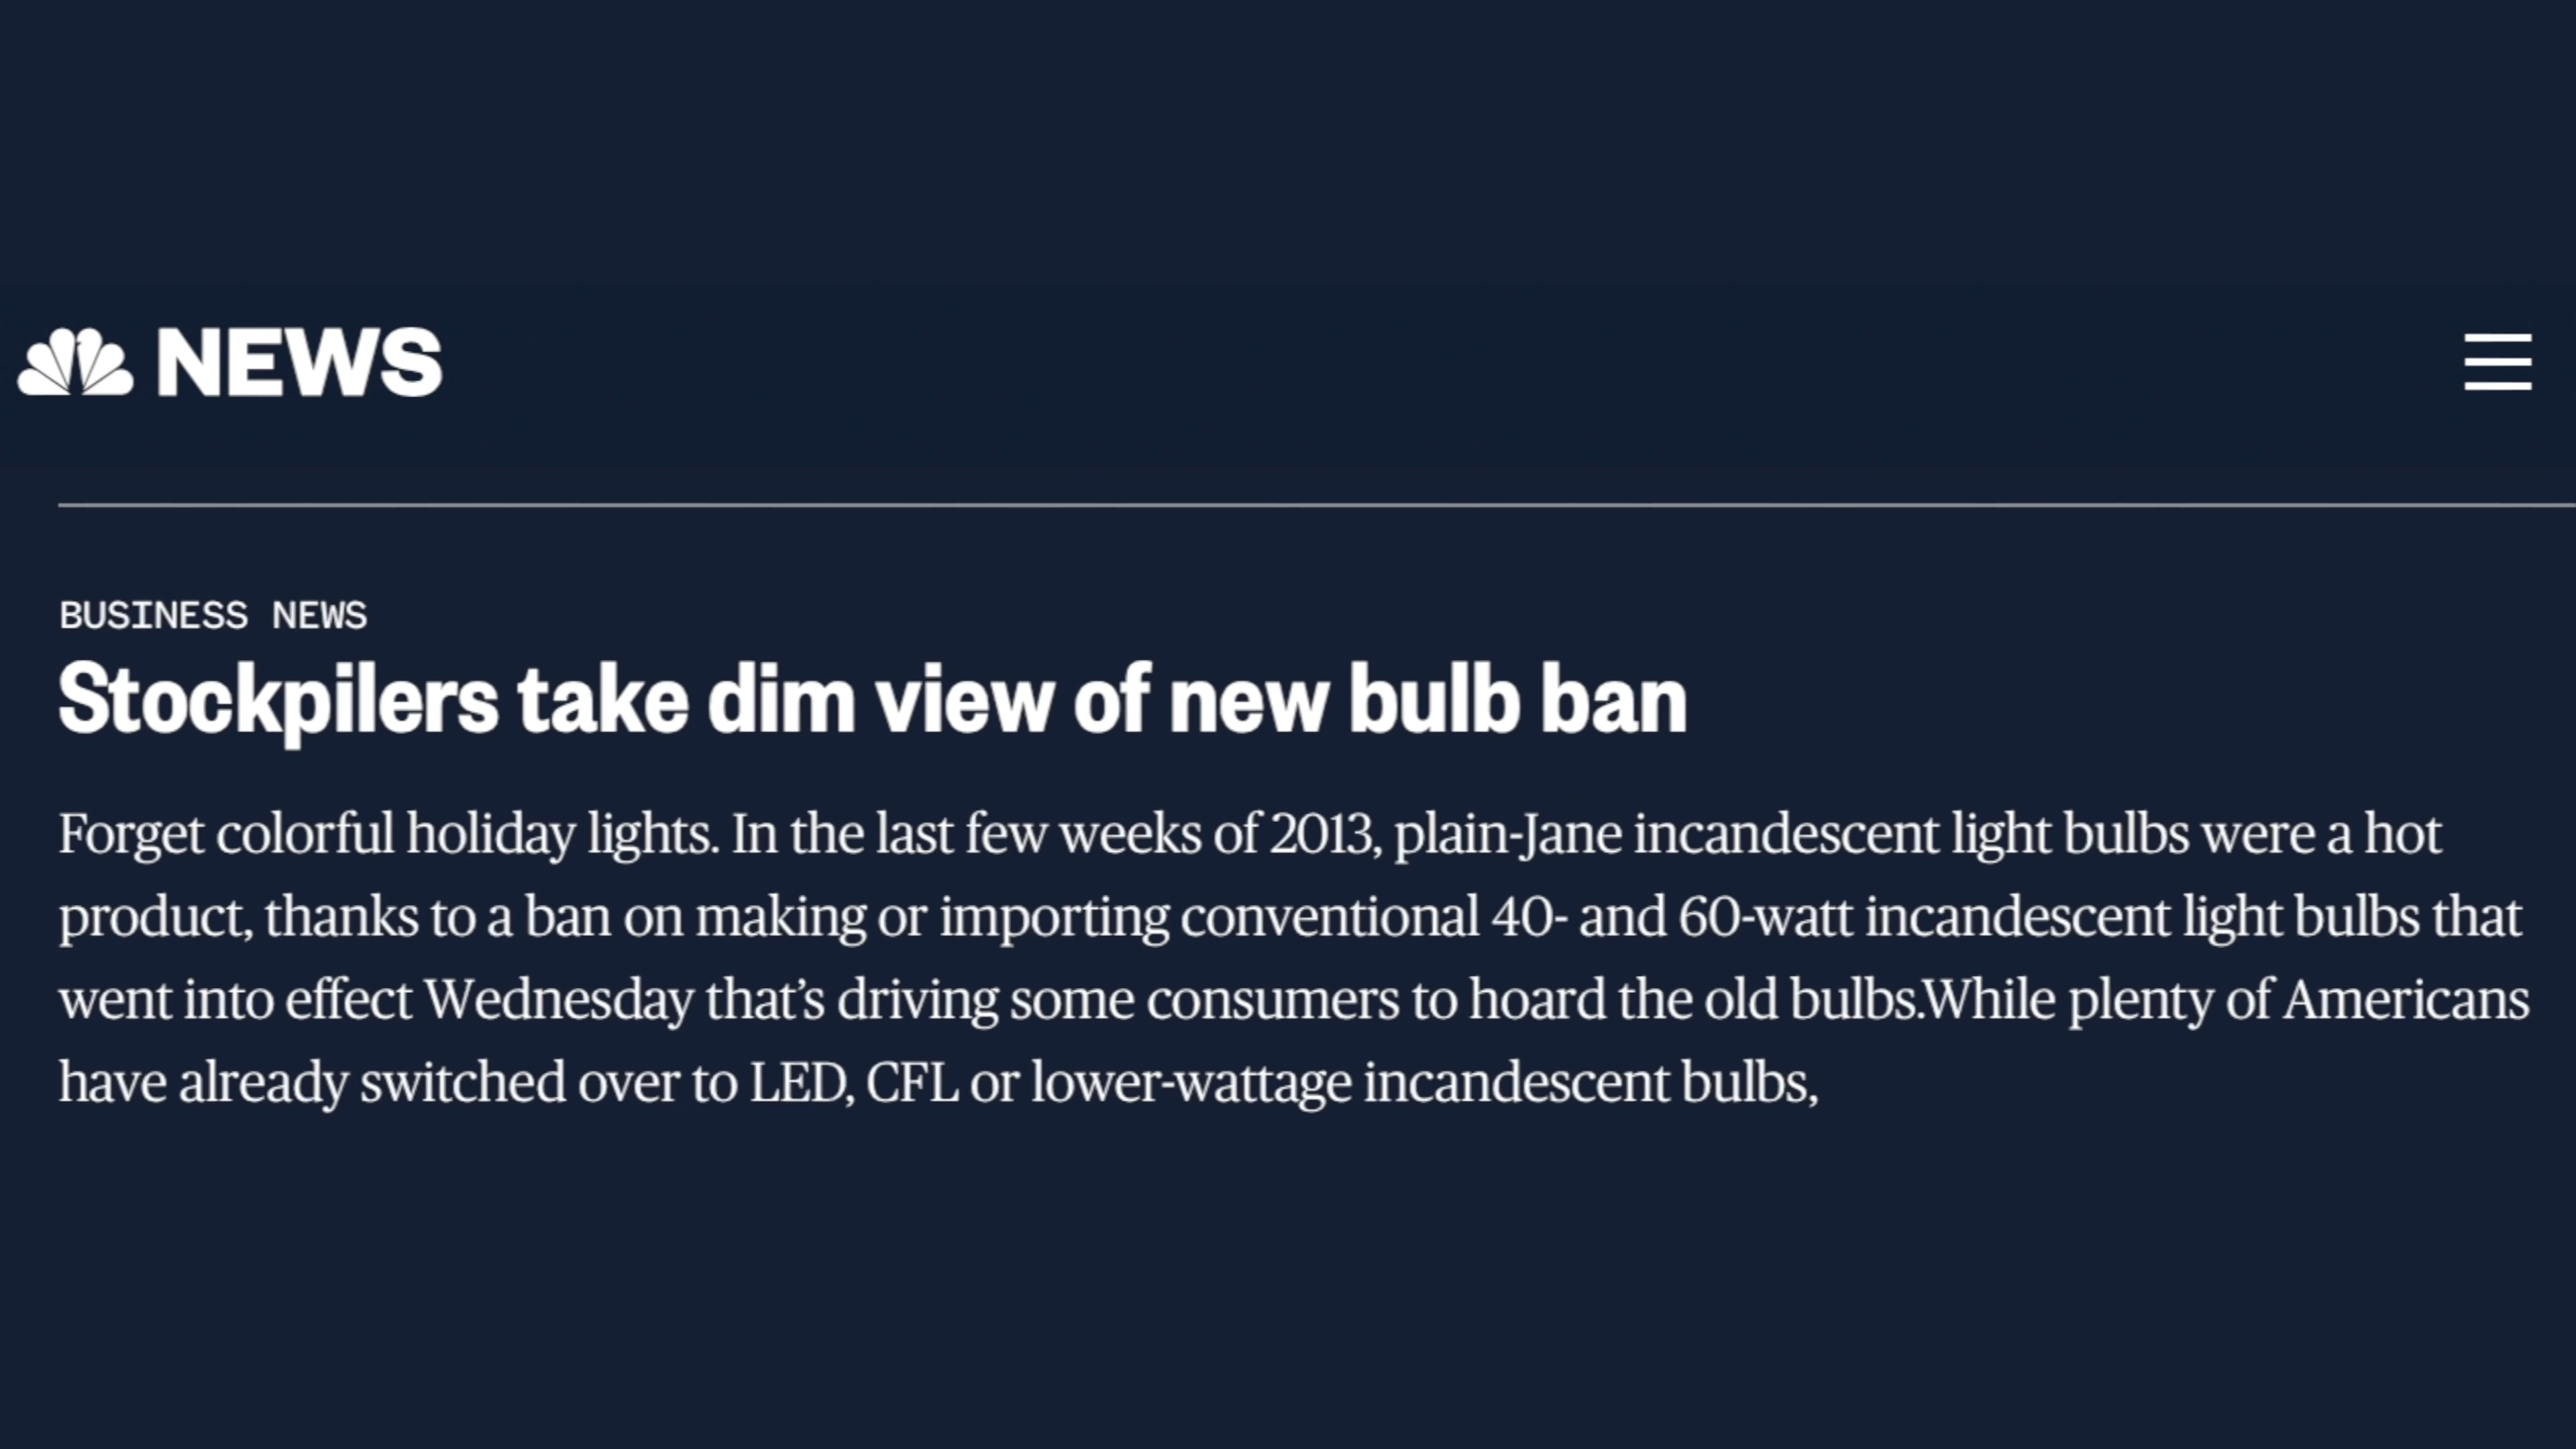 NEWS
BUSINESS NEWS
Stockpilers take dim view of new bulb ban
Forget colorful holiday lights. In the last few weeks of 2013, plain-Jane incandescent light bulbs were a hot
product, thanks to a ban on making or importing conventional 40- and 60-watt incandescent light bulbs that
went into effect Wednesday that’s driving some consumers to hoard the old bulbs.While plenty of Americans
have already switched over to LED, CFL or lower-wattage incandescent bulbs,